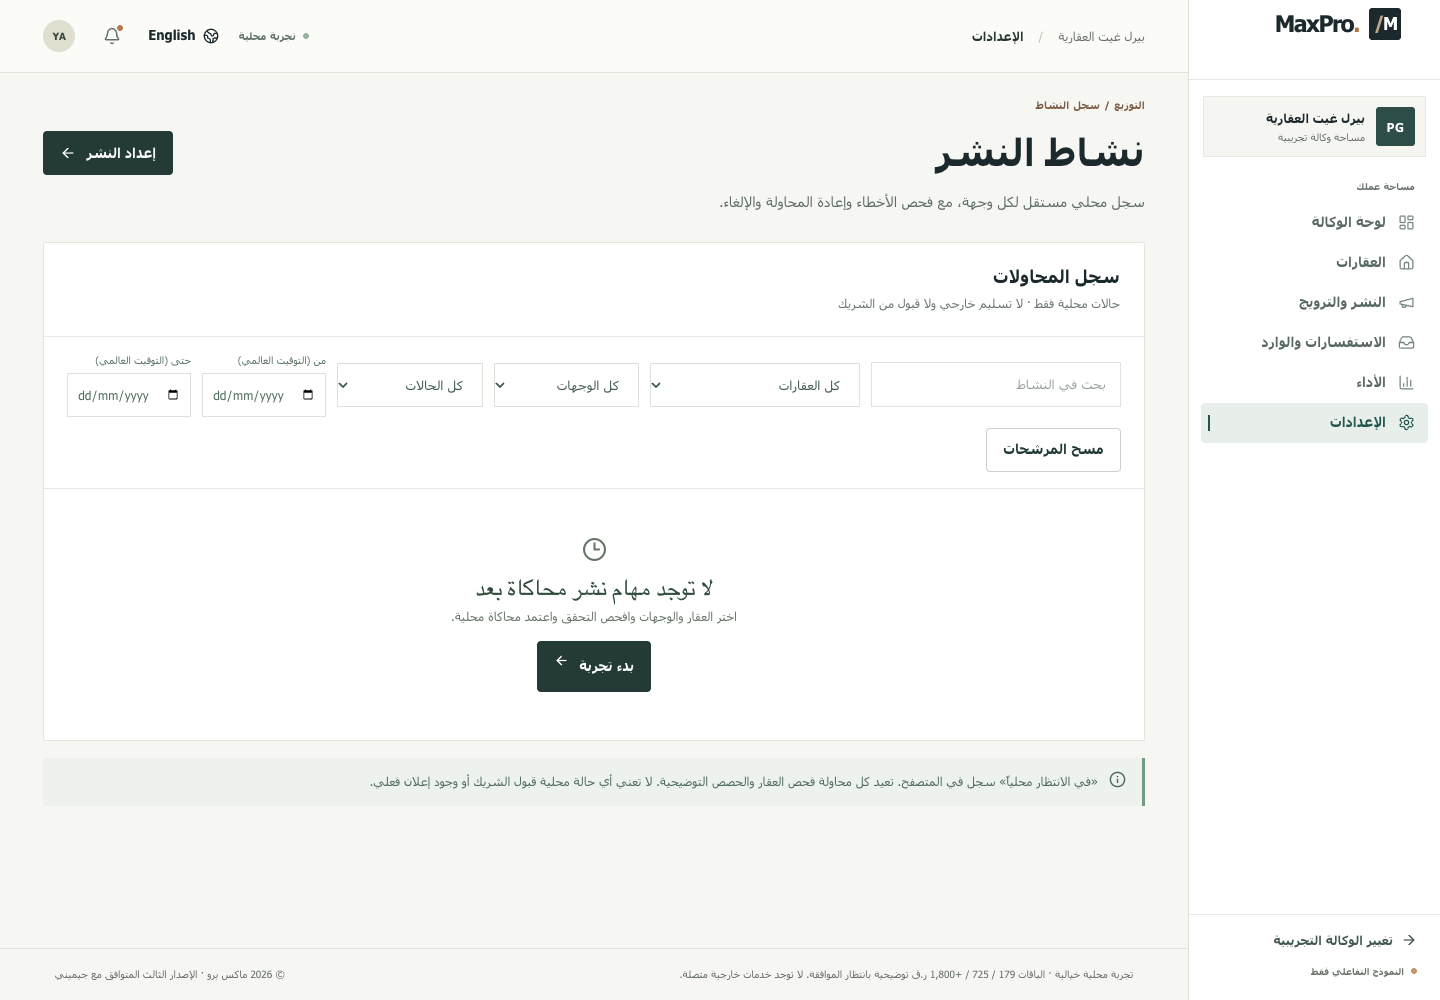 MaxPro.
/M
PG
بيرل غيت العقارية
مساحة وكالة تجريبية
مساحة عملك
لوحة الوكالة
العقارات
النشر والترويج
الاستفسارات والوارد
الأداء
الإعدادات
تغيير الوكالة التجريبية
النموذج التفاعلي فقط
بيرل غيت العقارية / الإعدادات
تجربة محلية
English
YA
التوزيع / سجل النشاط
نشاط النشر
إعداد النشر
سجل محلي مستقل لكل وجهة، مع فحص الأخطاء وإعادة المحاولة والإلغاء.
سجل المحاولات
حالات محلية فقط · لا تسليم خارجي ولا قبول من الشريك
بحث في النشاط
كل العقارات
كل الوجهات
كل الحالات
من (التوقيت العالمي)
dd/mm/yyyy
حتى (التوقيت العالمي)
dd/mm/yyyy
مسح المرشحات
لا توجد مهام نشر محاكاة بعد
اختر العقار والوجهات وافحص التحقق واعتمد محاكاة محلية.
بدء تجربة
«في الانتظار محلياً» سجل في المتصفح. تعيد كل محاولة فحص العقار والحصص التوضيحية. لا تعني أي حالة محلية قبول الشريك أو وجود إعلان فعلي.
تجربة محلية خيالية · الباقات 179 / 725 / +1,800 ر.ق توضيحية بانتظار الموافقة. لا توجد خدمات خارجية متصلة.
© 2026 ماكس برو · الإصدار الثالث المتوافق مع جيميني